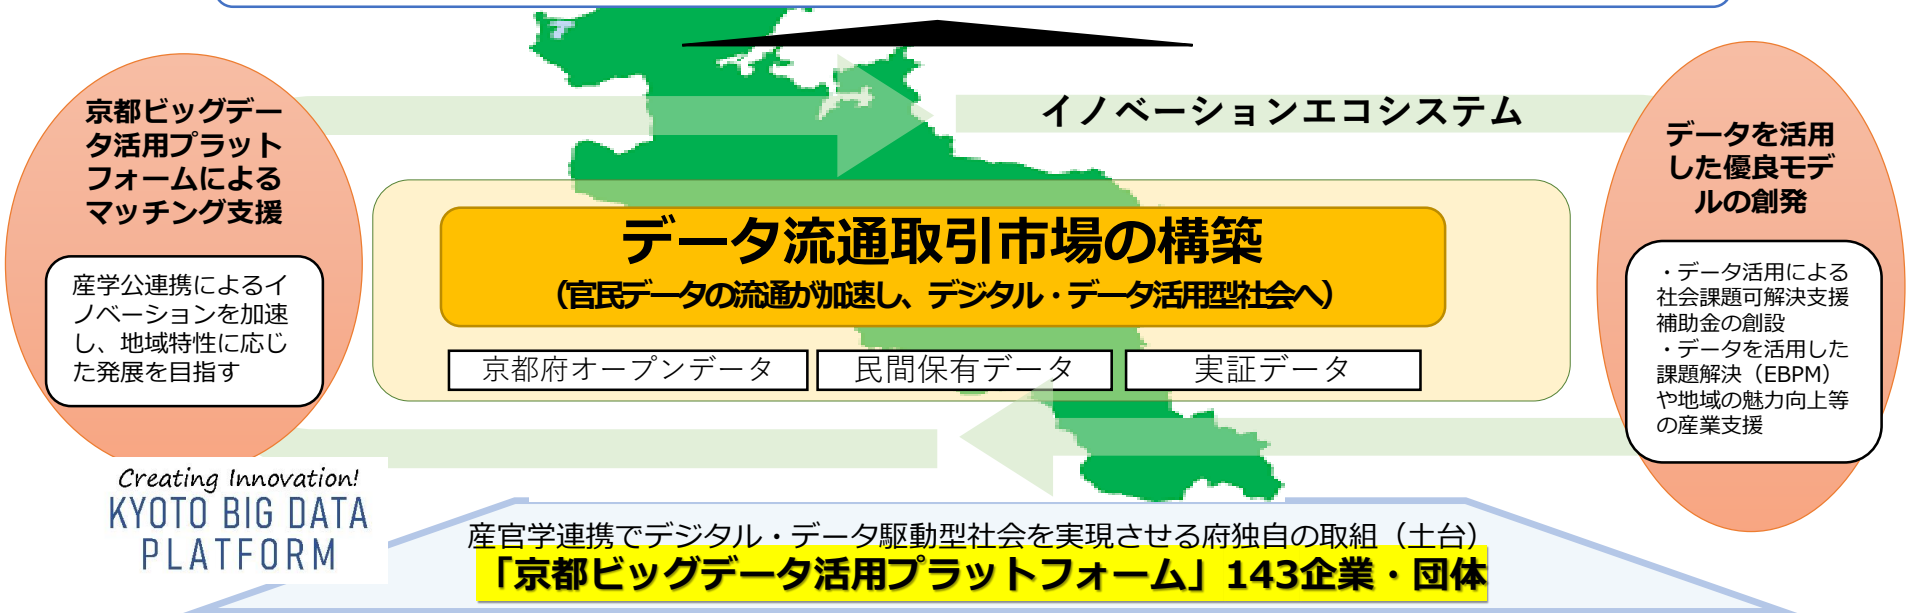 京都ビッグデー
タ活用プラット
フォームによる
マッチング支援
産学公連携によるイ
ノベーションを加速
し、地域特性に応じ
た発展を目指す
イノベーションエコシステム
データ流通取引市場の構築
（官民データの流通が加速し、デジタル・データ活用型社会へ）
京都府オープンデータ
民間保有データ
実証データ
データを活用
した優良モデ
ルの創発
・データ活用による
社会課題可解決支援
補助金の創設
・データを活用した
課題解決（EBPM）
や地域の魅力向上等
の産業支援
Creating Innovation!
KYOTO BIG DATA
PLATFORM
産官学連携でデジタル・データ駆動型社会を実現させる府独自の取組（土台）
「京都ビッグデータ活用プラットフォーム」143企業・団体